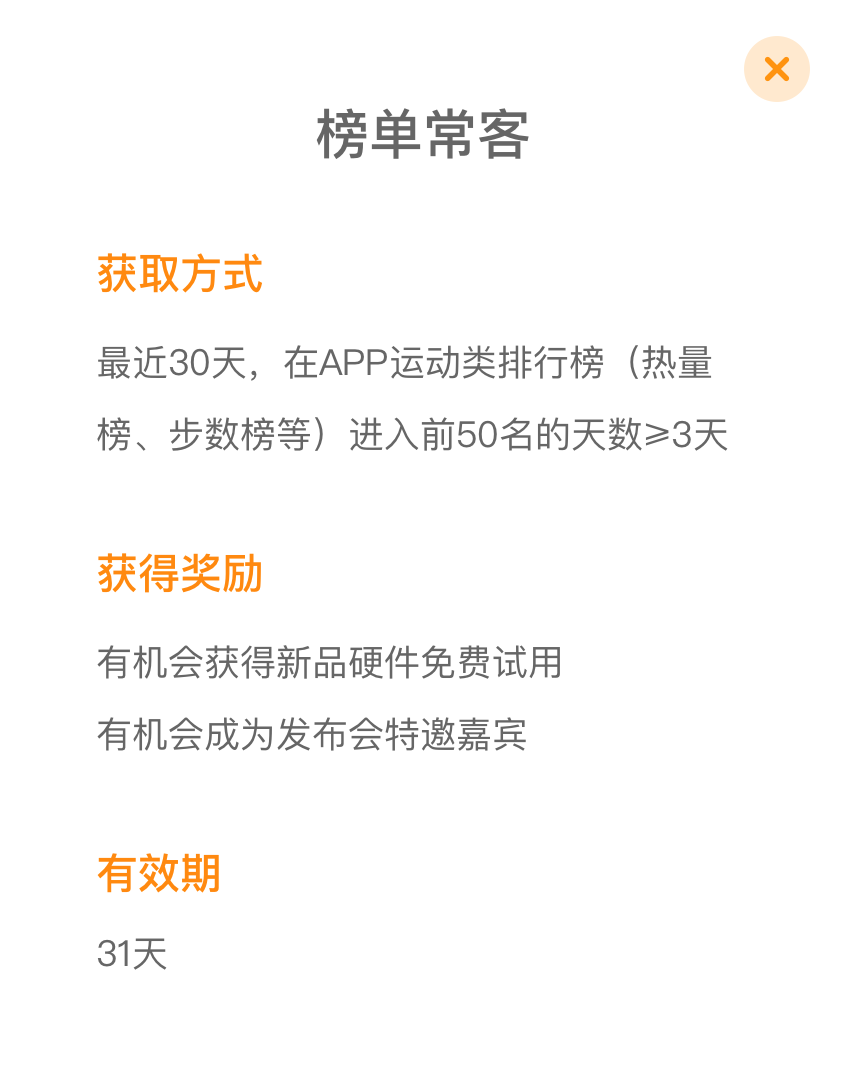 榜单常客
获取方式
最近30天，在APP运动类排行榜（热量
榜、步数榜等）进入前50名的天数⩾3天
获得奖励
有机会获得新品硬件免费试用
有机会成为发布会特邀嘉宾
有效期
31天